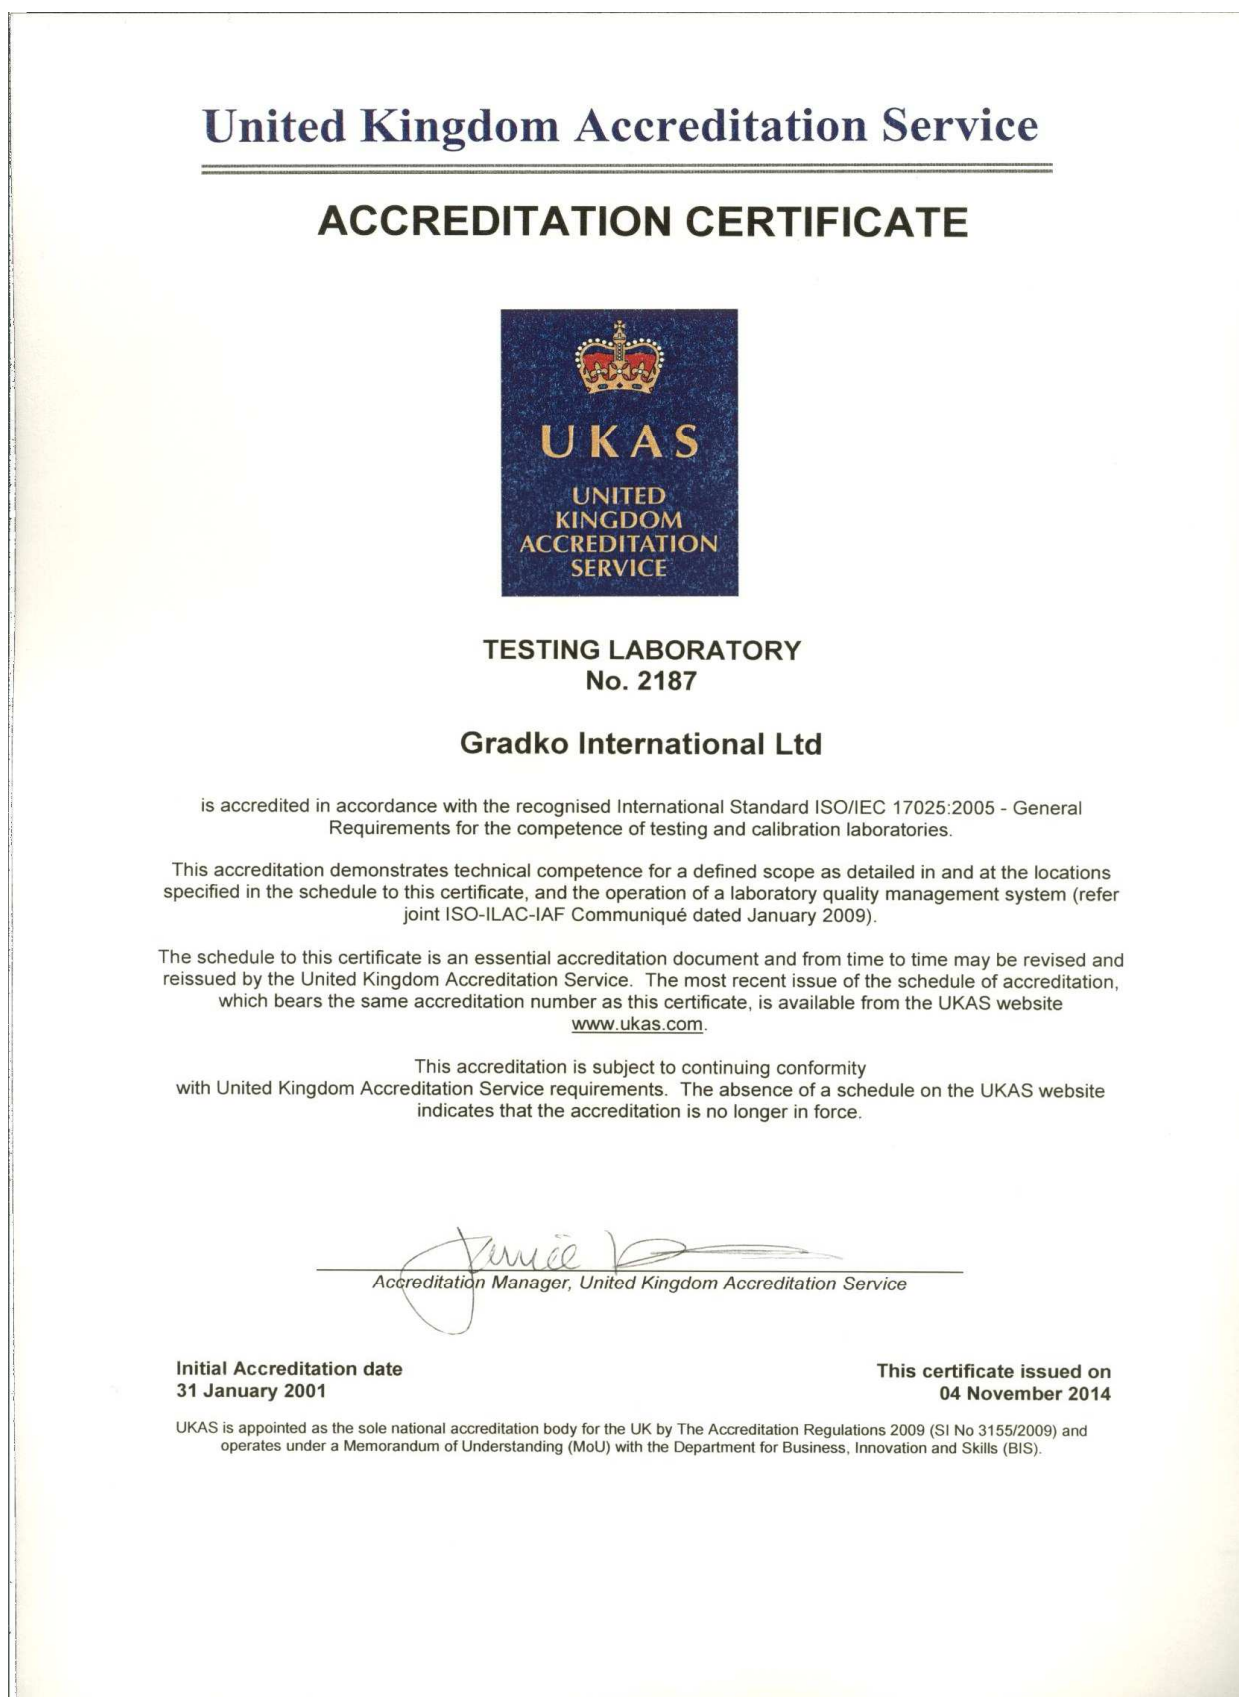 United Kingdom Accreditation Service
ACCREDITATION CERTIFICATE
UKAS
UNITED
KINGDOM
ACCREDITATION
SERVICE
TESTING LABORATORY
No. 2187
Gradko International Ltd
is accredited in accordance with the recognised International Standard ISO/IEC 17025:2005 - General
Requirements for the competence of testing and calibration laboratories.
This accreditation demonstrates technical competence for a defined scope as detailed in and at the locations
specified in the schedule to this certificate, and the operation of a laboratory quality management system (refer
joint ISO-ILAC-IAF Communiqué dated January 2009).
The schedule to this certificate is an essential accreditation document and from time to time may be revised and
reissued by the United Kingdom Accreditation Service. The most recent issue of the schedule of accreditation,
which bears the same accreditation number as this certificate, is available from the UKAS website
www.ukas.com.
This accreditation is subject to continuing conformity
with United Kingdom Accreditation Service requirements. The absence of a schedule on the UKAS website
indicates that the accreditation is no longer in force.
Accreditation Manager, United Kingdom Accreditation Service
Initial Accreditation date
31 January 2001
This certificate issued on
04 November 2014
UKAS is appointed as the sole national accreditation body for the UK by The Accreditation Regulations 2009 (SI No 3155/2009) and
operates under a Memorandum of Understanding (MoU) with the Department for Business, Innovation and Skills (BIS).